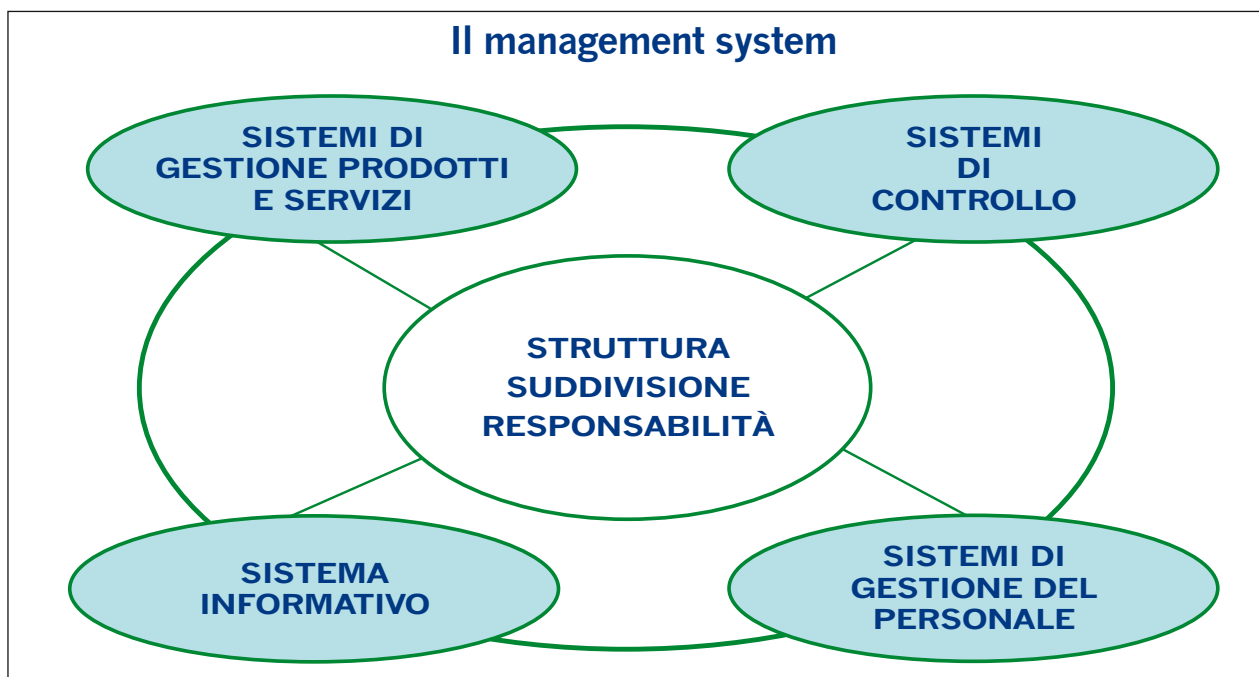 Il management system
SISTEMI DI
GESTIONE PRODOTTI
E SERVIZI
SISTEMI
DI
CONTROLLO
STRUTTURA
SUDDIVISIONE
RESPONSABILITÀ
SISTEMA
INFORMATIVO
SISTEMI DI
GESTIONE DEL
PERSONALE